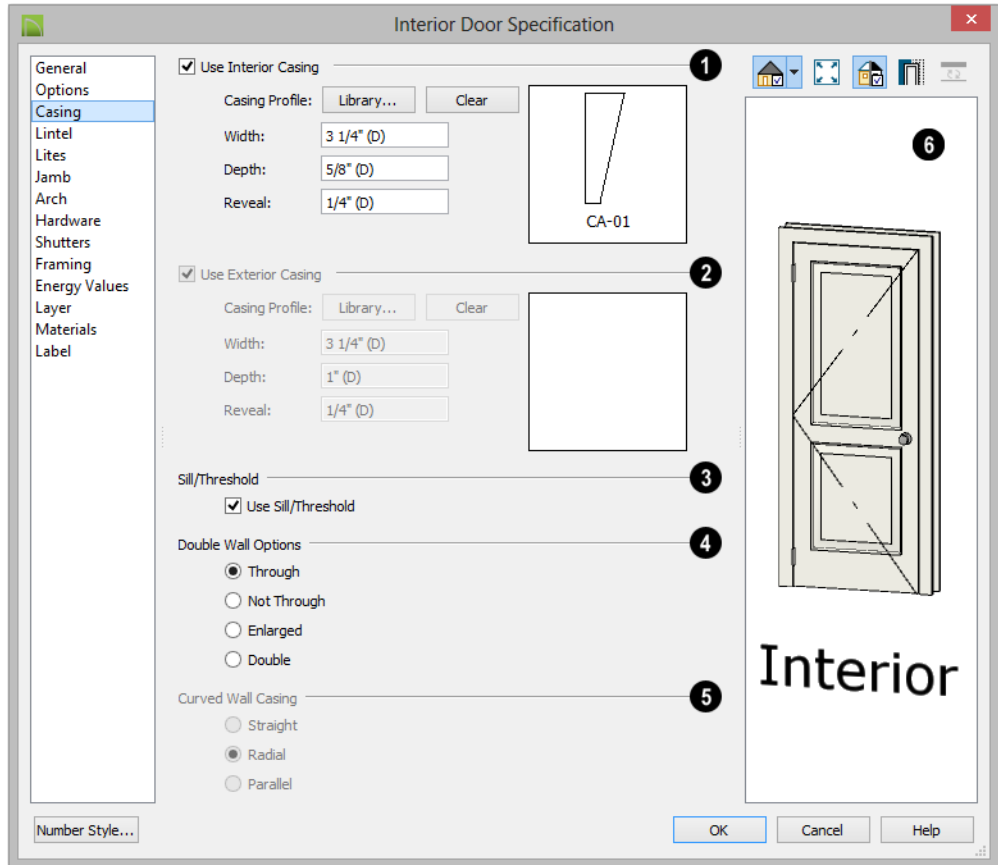 Interior Door Specification
General
Options
Casing
Lintel
Lites
Jamb
Arch
Hardware
Shutters
Framing
Energy Values
Layer
Materials
Label
Use Interior Casing
1
Casing Profile: Library... Clear
Width: 3 1/4" (D)
Depth: 5/8" (D)
Reveal: 1/4" (D)
CA-01
Use Exterior Casing
2
Casing Profile: Library... Clear
Width: 3 1/4" (D)
Depth: 1" (D)
Reveal: 1/4" (D)
Sill/Threshold
3
Use Sill/Threshold
Double Wall Options
4
Through
Not Through
Enlarged
Double
Curved Wall Casing
5
Straight
Radial
Parallel
6
Interior
Number Style...
OK Cancel Help